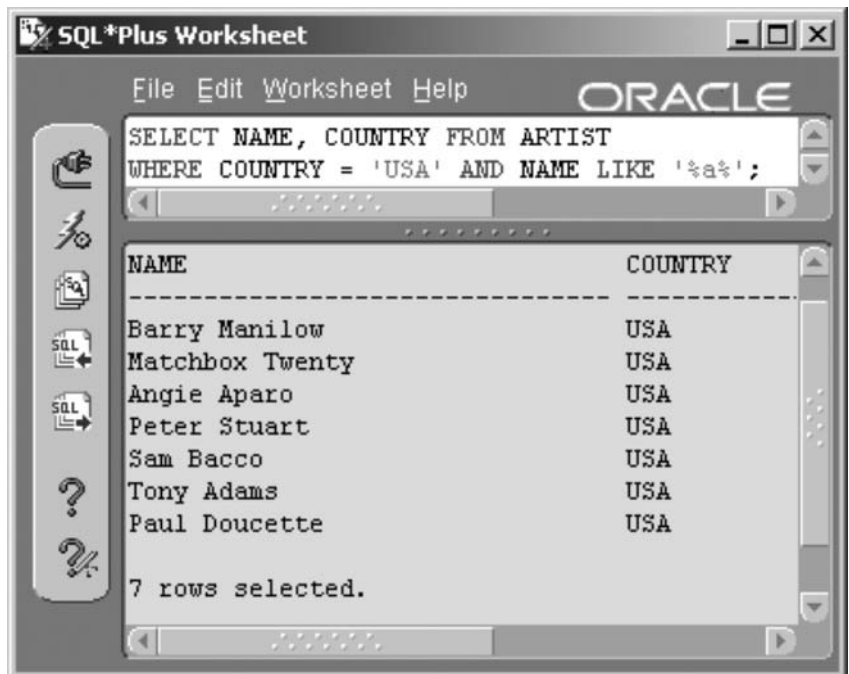 SQL*Plus Worksheet
File Edit Worksheet Help
ORACLE
SELECT NAME, COUNTRY FROM ARTIST
WHERE COUNTRY = 'USA' AND NAME LIKE '%a%';
NAME COUNTRY
------------------------------- -----------
Barry Manilow USA
Matchbox Twenty USA
Angie Aparo USA
Peter Stuart USA
Sam Bacco USA
Tony Adams USA
Paul Doucette USA
7 rows selected.
SQL
SQL